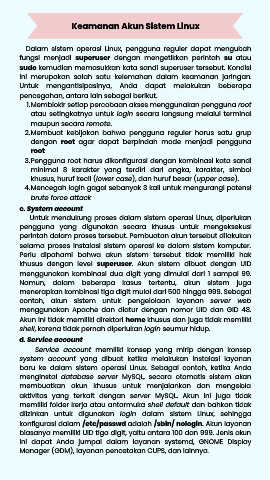 Keamanan Akun Sistem Linux
Dalam sistem operasi Linux, pengguna reguler dapat mengubah
fungsi menjadi superuser dengan mengetikkan perintah su atau
sudo kemudian memasukkan kata sandi superuser tersebut. Kondisi
ini merupakan salah satu kelemahan dalam keamanan jaringan.
Untuk mengantisipasinya, Anda dapat melakukan beberapa
pencegahan, antara lain sebagai berikut.
1.Memblokir setiap percobaan akses menggunakan pengguna root
atau setingkatnya untuk login secara langsung melalui terminal
maupun secara remote.
2.Membuat kebijakan bahwa pengguna reguler harus satu grup
dengan root agar dapat berpindah mode menjadi pengguna
root
3.Pengguna root harus dikonfigurasi dengan kombinasi kata sandi
minimal 8 karakter yang terdiri dari angka, karakter, simbol
khusus, huruf kecil (lower case), dan huruf besar (upper case).
4.Mencegah login gagal sebanyak 3 kali untuk mengurangi potensi
brute force attack
c. System account
Untuk mendukung proses dalam sistem operasi Linux, diperlukan
pengguna yang digunakan secara khusus untuk mengeksekusi
perintah dalam proses tersebut. Pembuatan akun tersebut dilakukan
selama proses instalasi sistem operasi ke dalam sistem komputer.
Perlu dipahami bahwa akun sistem tersebut tidak memiliki hak
khusus dengan level superuser. Akun sistem dibuat dengan UID
menggunakan kombinasi dua digit yang dimulai dari 1 sampai 99.
Namun, dalam beberapa kasus tertentu, akun sistem juga
menerapkan kombinasi tiga digit mulai dari 500 hingga 999. Sebagai
contoh, akun sistem untuk pengelolaan layanan server web
menggunakan Apache dan diatur dengan nomor UID dan GID 48.
Akun ini tidak memiliki direktori home khusus dan juga tidak memiliki
shell, karena tidak pernah diperlukan login seumur hidup.
d. Service account
Service account memiliki konsep yang mirip dengan konsep
system account yang dibuat ketika melakukan instalasi layanan
baru ke dalam sistem operasi Linux. Sebagai contoh, ketika Anda
menginstal database server MySQL, secara otomatis sistem akan
membuatkan akun khusus untuk menjalankan dan mengelola
aktivitas yang terkait dengan server MySQL. Akun ini juga tidak
memiliki folder kerja atau antarmuka shell default dan bahkan tidak
diizinkan untuk digunakan login dalam sistem Linux, sehingga
konfigurasi dalam /etc/passwd adalah /sbin/ nologin. Akun layanan
biasanya memiliki UID tiga digit, yaitu antara 100 dan 999. Jenis akun
ini dapat Anda jumpai dalam layanan systemd, GNOME Display
Manager (GDM), layanan pencetakan CUPS, dan lainnya.